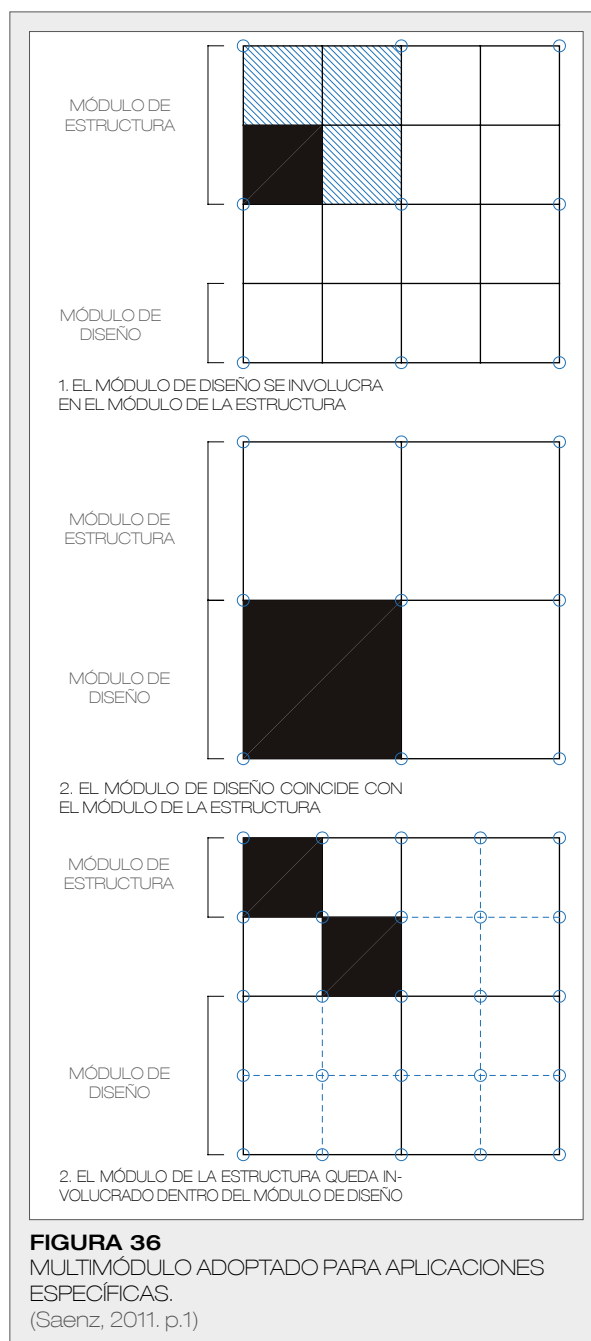 MÓDULO DE
ESTRUCTURA
MÓDULO DE
DISEÑO
1. EL MÓDULO DE DISEÑO SE INVOLUCRA
EN EL MÓDULO DE LA ESTRUCTURA
MÓDULO DE
ESTRUCTURA
MÓDULO DE
DISEÑO
2. EL MÓDULO DE DISEÑO COINCIDE CON
EL MÓDULO DE LA ESTRUCTURA
MÓDULO DE
ESTRUCTURA
MÓDULO DE
DISEÑO
2. EL MÓDULO DE LA ESTRUCTURA QUEDA IN-
VOLUCRADO DENTRO DEL MÓDULO DE DISEÑO
FIGURA 36
MULTIMÓDULO ADOPTADO PARA APLICACIONES
ESPECÍFICAS.
(Saenz, 2011. p.1)